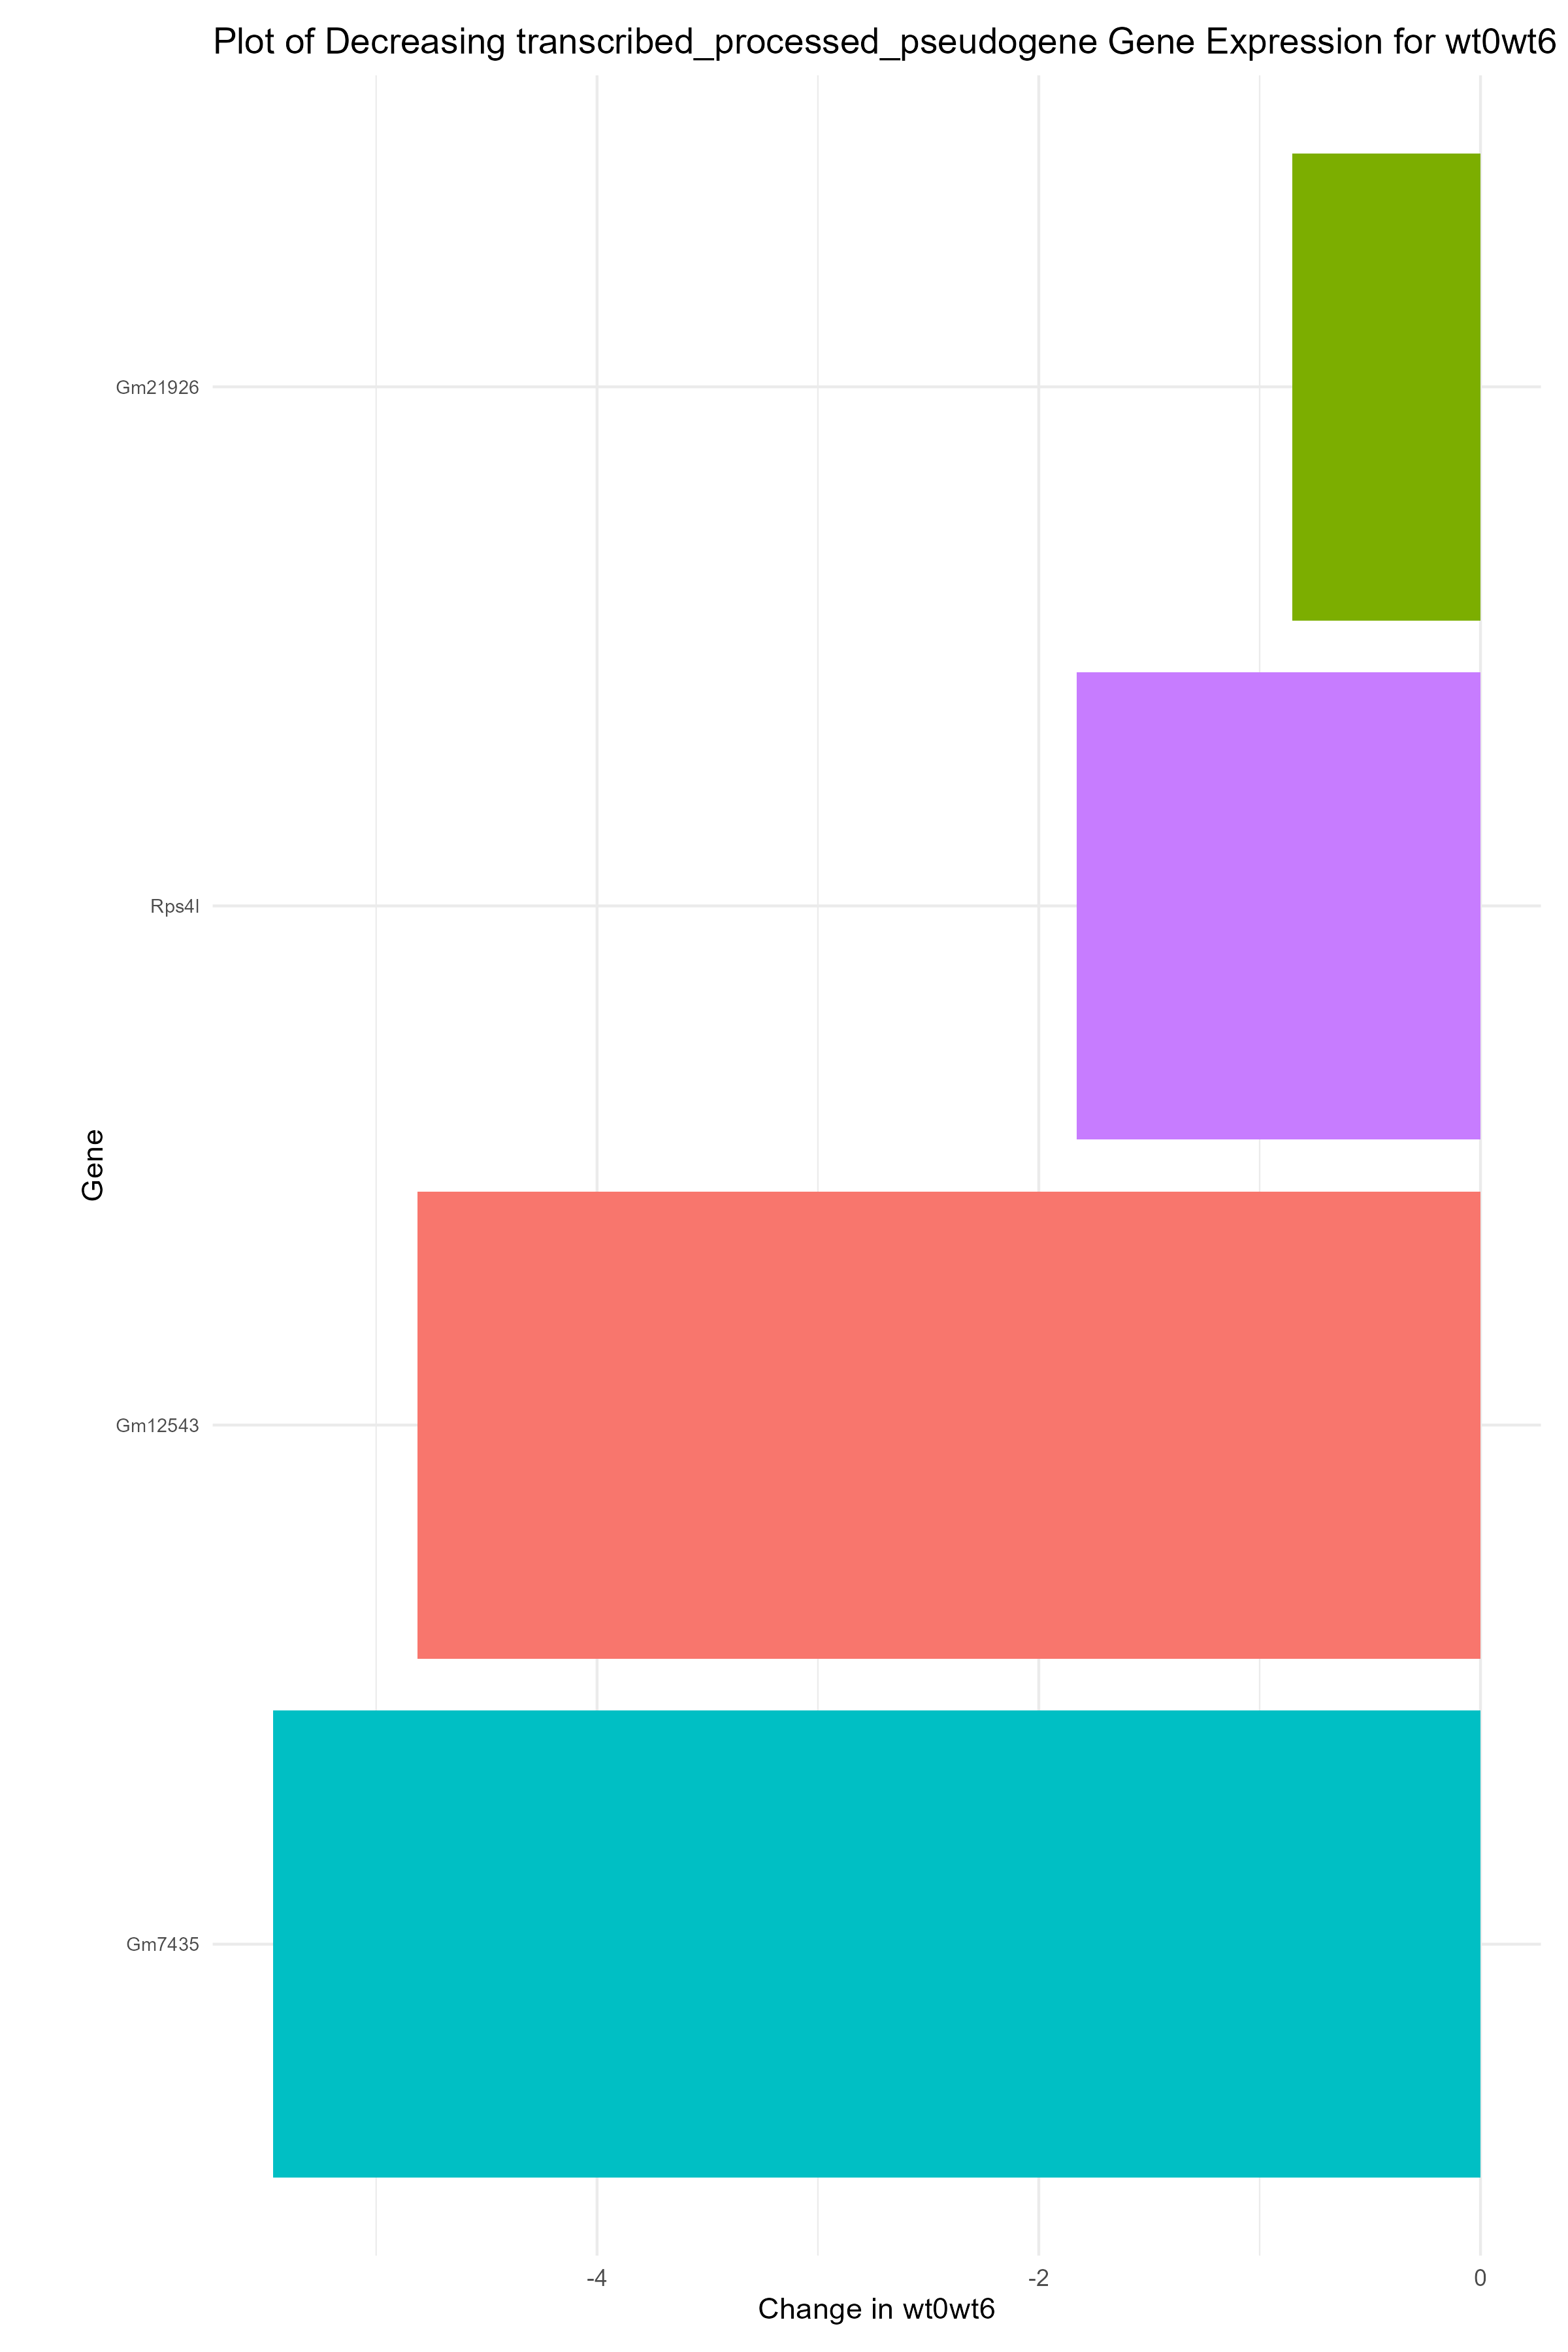 Plot of Decreasing transcribed_processed_pseudogene Gene Expression for wt0wt6
Gm21926
Rps4l
Gene
Gm12543
Gm7435
-4
-2
0
Change in wt0wt6